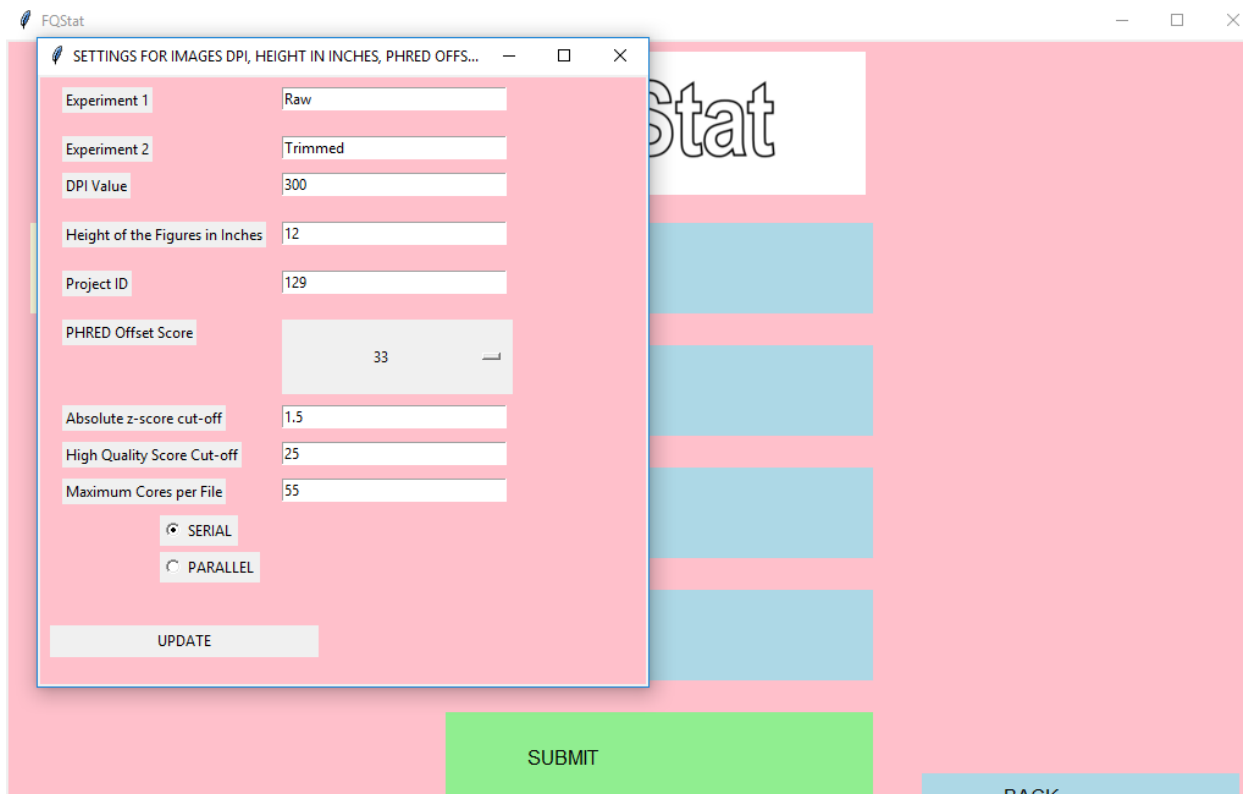 FQStat
SETTINGS FOR IMAGES DPI, HEIGHT IN INCHES, PHRED OFFS...
Stat
Experiment 1 Raw
Experiment 2 Trimmed
DPI Value 300
Height of the Figures in Inches 12
Project ID 129
PHRED Offset Score 33
Absolute z-score cut-off 1.5
High Quality Score Cut-off 25
Maximum Cores per File 55
SERIAL
PARALLEL
UPDATE
SUBMIT
BACK